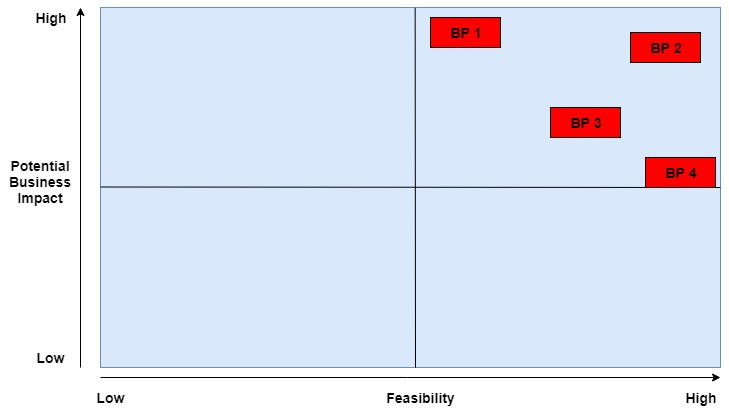 High
BP 1
BP 2
BP 3
Potential
Business
Impact
BP 4
Low
Low
Feasibility
High